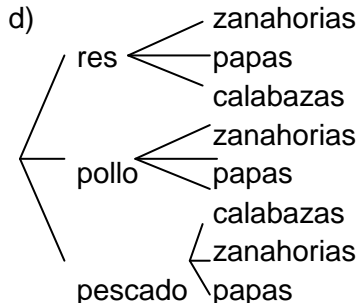 d)
zanahorias
res
papas
calabazas
zanahorias
pollo
papas
calabazas
zanahorias
pescado
papas